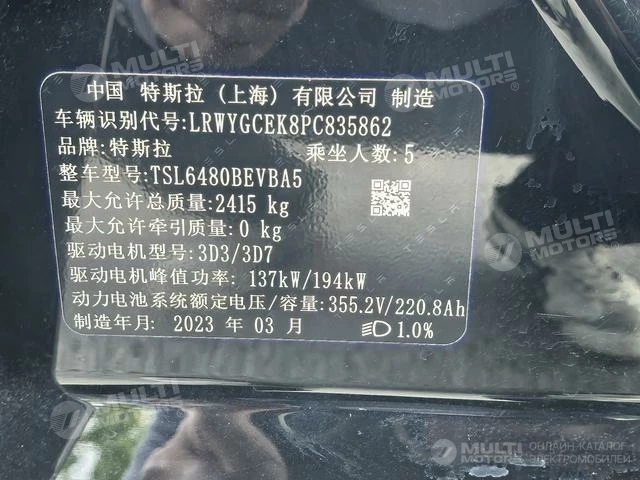 中国 特斯拉 (上海) 有限公司 制造
车辆识别代号:LRWYGCEK8PC835862
品牌:特斯拉 乘坐人数:5
整车型号:TSL6480BEVBA5
最大允许总质量:2415 kg
最大允许牵引质量:0 kg
驱动电机型号:3D3/3D7
驱动电机峰值功率: 137kW/194kW
动力电池系统额定电压/容量:355.2V/220.8Ah
制造年月: 2023 年 03 月 1.0%
MULTI MOTORS
MULTI MOTORS
MULTI MOTORS
MULTI MOTORS
MULTI MOTORS
ОНЛАЙН-КАТАЛОГ
ЭЛЕКТРОМОБИЛЕЙ